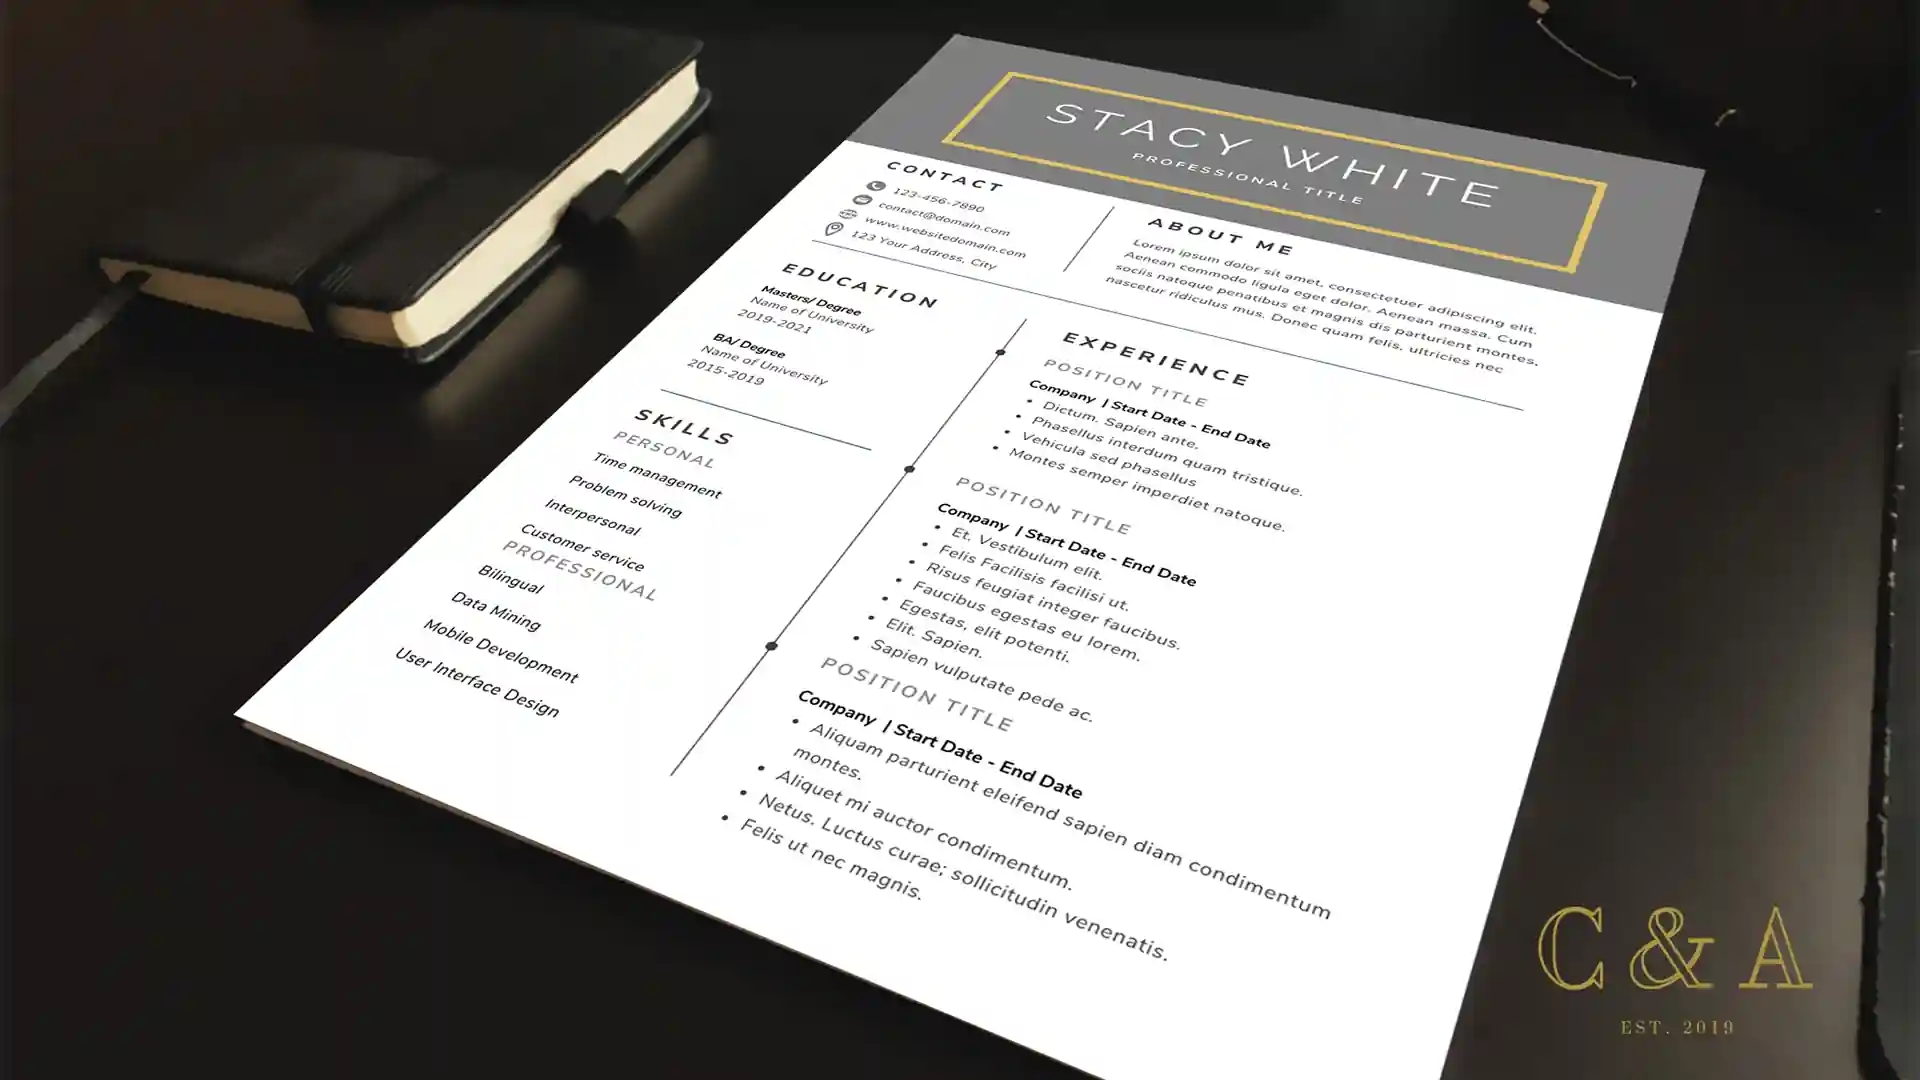 STACY WHITE
PROFESSIONAL TITLE
CONTACT
123-456-7890
contact@domain.com
www.websitedomain.com
123 Your Address, City
ABOUT ME
Lorem ipsum dolor sit amet, consectetuer adipiscing elit.
Aenean commodo ligula eget dolor. Aenean massa. Cum
sociis natoque penatibus et magnis dis parturient montes,
nascetur ridiculus mus. Donec quam felis, ultricies nec
EDUCATION
Masters/ Degree
Name of University
2019-2021
BA/ Degree
Name of University
2015-2019
SKILLS
PERSONAL
Time management
Problem solving
Interpersonal
Customer service
PROFESSIONAL
Bilingual
Data Mining
Mobile Development
User Interface Design
EXPERIENCE
POSITION TITLE
Company | Start Date - End Date
• Dictum. Sapien ante.
• Phasellus interdum quam tristique.
• Vehicula sed phasellus
• Montes semper imperdiet natoque.
POSITION TITLE
Company | Start Date - End Date
• Et. Vestibulum elit.
• Felis Facilisis facilisi ut.
• Risus feugiat integer faucibus.
• Faucibus egestas eu lorem.
• Egestas, elit potenti.
• Elit. Sapien.
• Sapien vulputate pede ac.
POSITION TITLE
Company | Start Date - End Date
• Aliquam parturient eleifend sapien diam condimentum
montes.
• Aliquet mi auctor condimentum.
• Netus. Luctus curae; sollicitudin venenatis.
• Felis ut nec magnis.
C & A
EST. 2019